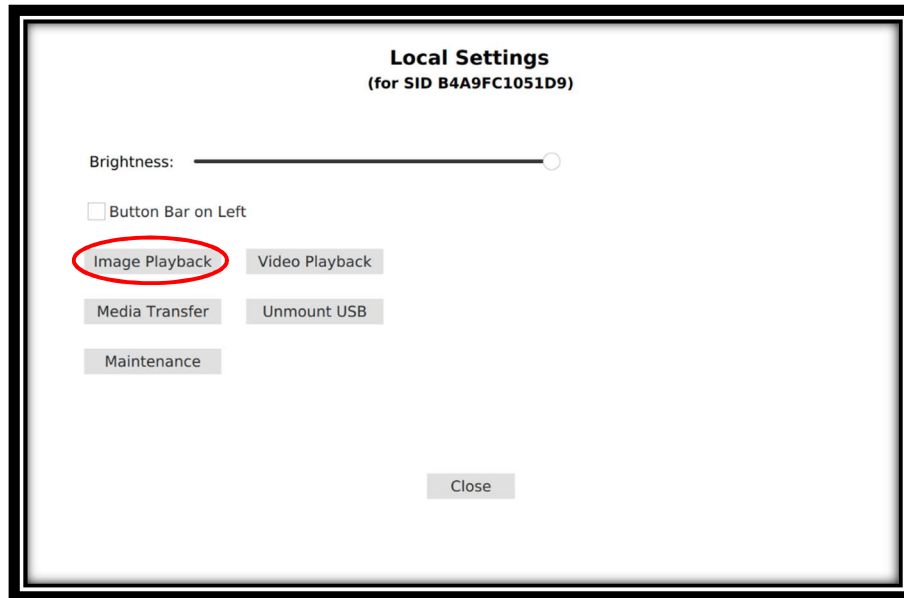 Local Settings
(for SID B4A9FC1051D9)
Brightness:
Button Bar on Left
Image Playback Video Playback
Media Transfer Unmount USB
Maintenance
Close